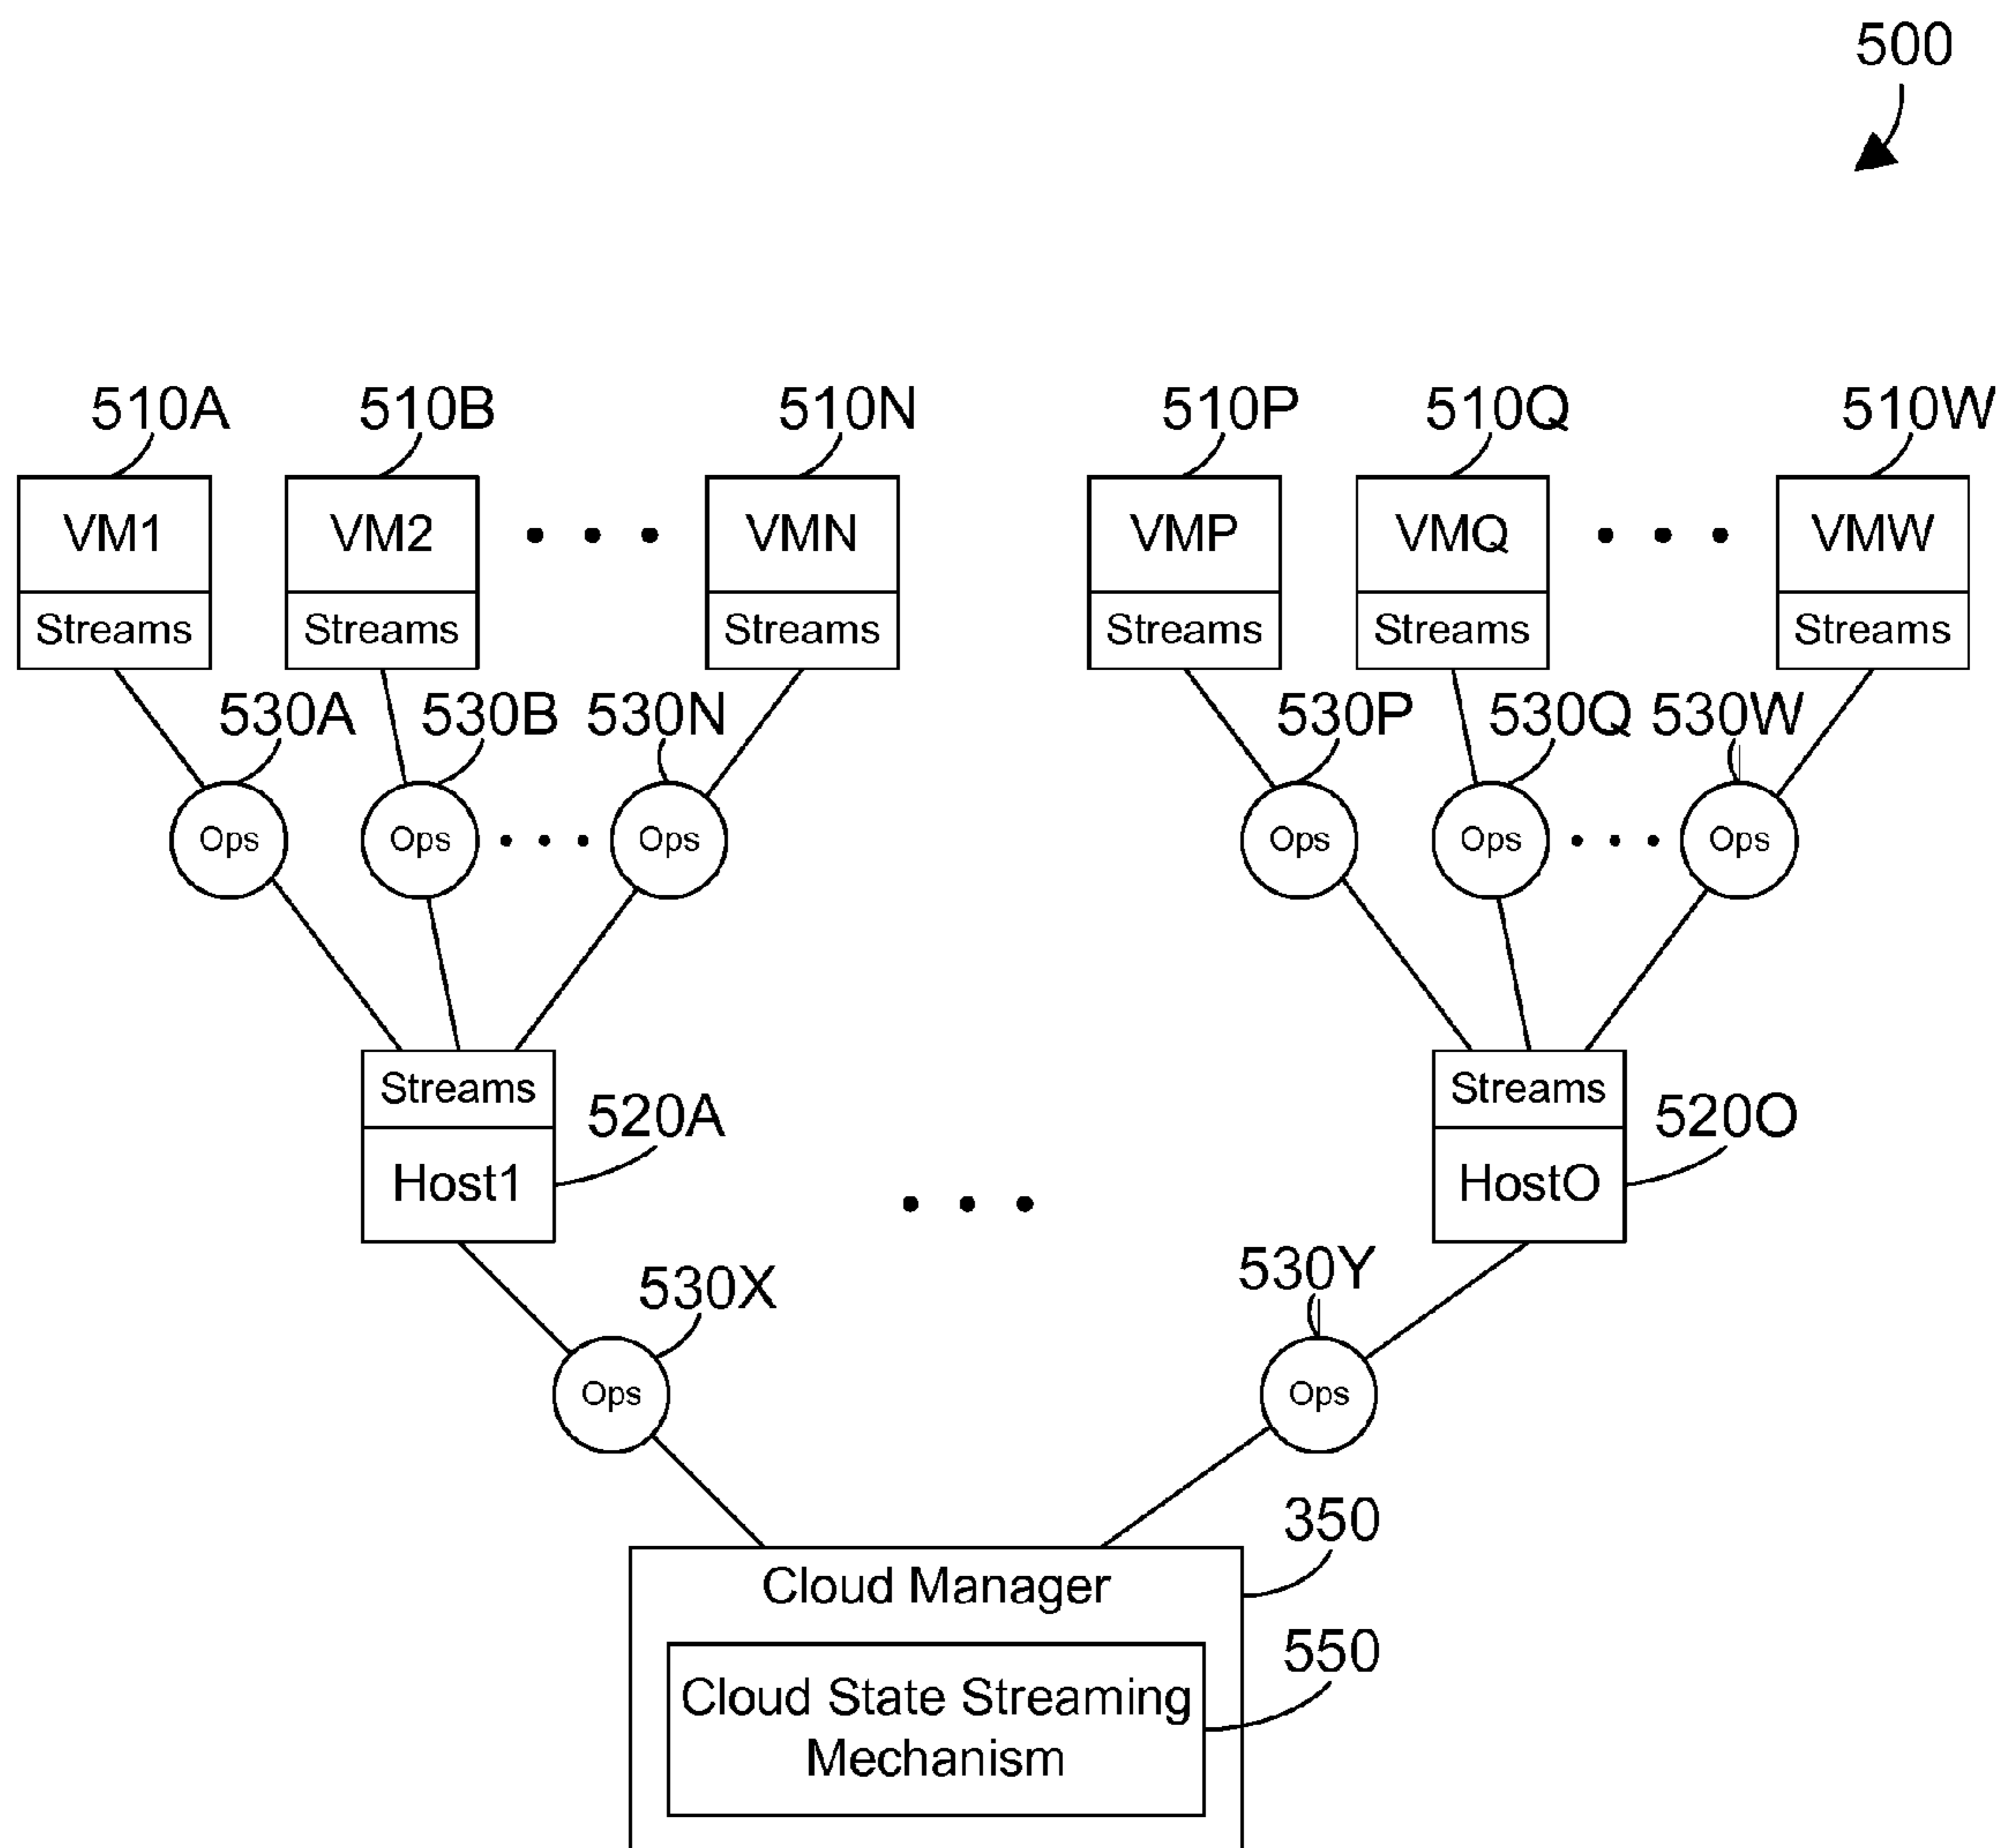 500
510A 510B 510N 510P 510Q 510W
VM1 VM2 VMN VMP VMQ VMW
Streams Streams Streams Streams Streams Streams
530A 530B 530N 530P 530Q 530W
Ops Ops Ops Ops Ops Ops
Streams Streams
520A 520O
Host1 HostO
530X 530Y
Ops Ops
350
Cloud Manager
550
Cloud State Streaming
Mechanism